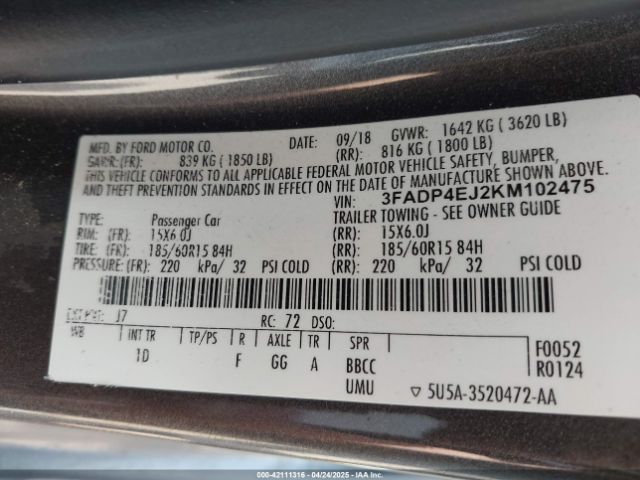 MFD. BY FORD MOTOR CO. DATE: 09/18 GVWR: 1642 KG ( 3620 LB)
GAWR: (FR): 839 KG ( 1850 LB) (RR): 816 KG ( 1800 LB)
THIS VEHICLE CONFORMS TO ALL APPLICABLE FEDERAL MOTOR VEHICLE SAFETY, BUMPER,
AND THEFT PREVENTION STANDARDS IN EFFECT ON THE DATE OF MANUFACTURE SHOWN ABOVE.
VIN: 3FADP4EJ2KM102475
TYPE: Passenger Car TRAILER TOWING - SEE OWNER GUIDE
RIM: (FR): 15X6.0J (RR): 15X6.0J
TIRE: (FR): 185/60R15 84H (RR): 185/60R15 84H
PRESSURE: (FR): 220 kPa/ 32 PSI COLD (RR): 220 kPa/ 32 PSI COLD
EXT PNT: J7 RC: 72 DSO:
WB INT TR TP/PS R AXLE TR SPR F0052
1D F GG A BBCC R0124
UMU ▽ 5U5A-3520472-AA
000-42111316 - 04/24/2025 - IAAI.COM